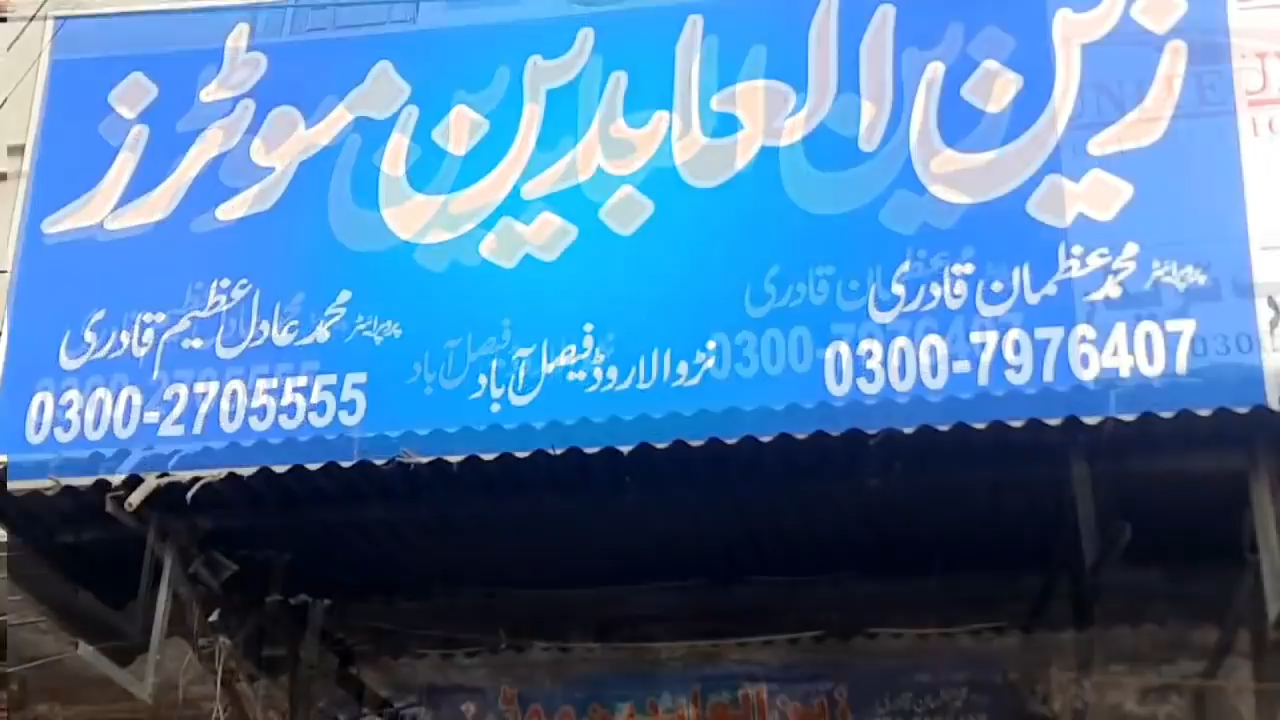 زین العابدین موٹرز
پروپرائٹر محمد عظمان قادری
0300-7976407
نڑوالا روڈ فیصل آباد
پروپرائٹر محمد عادل عظیم قادری
0300-2705555